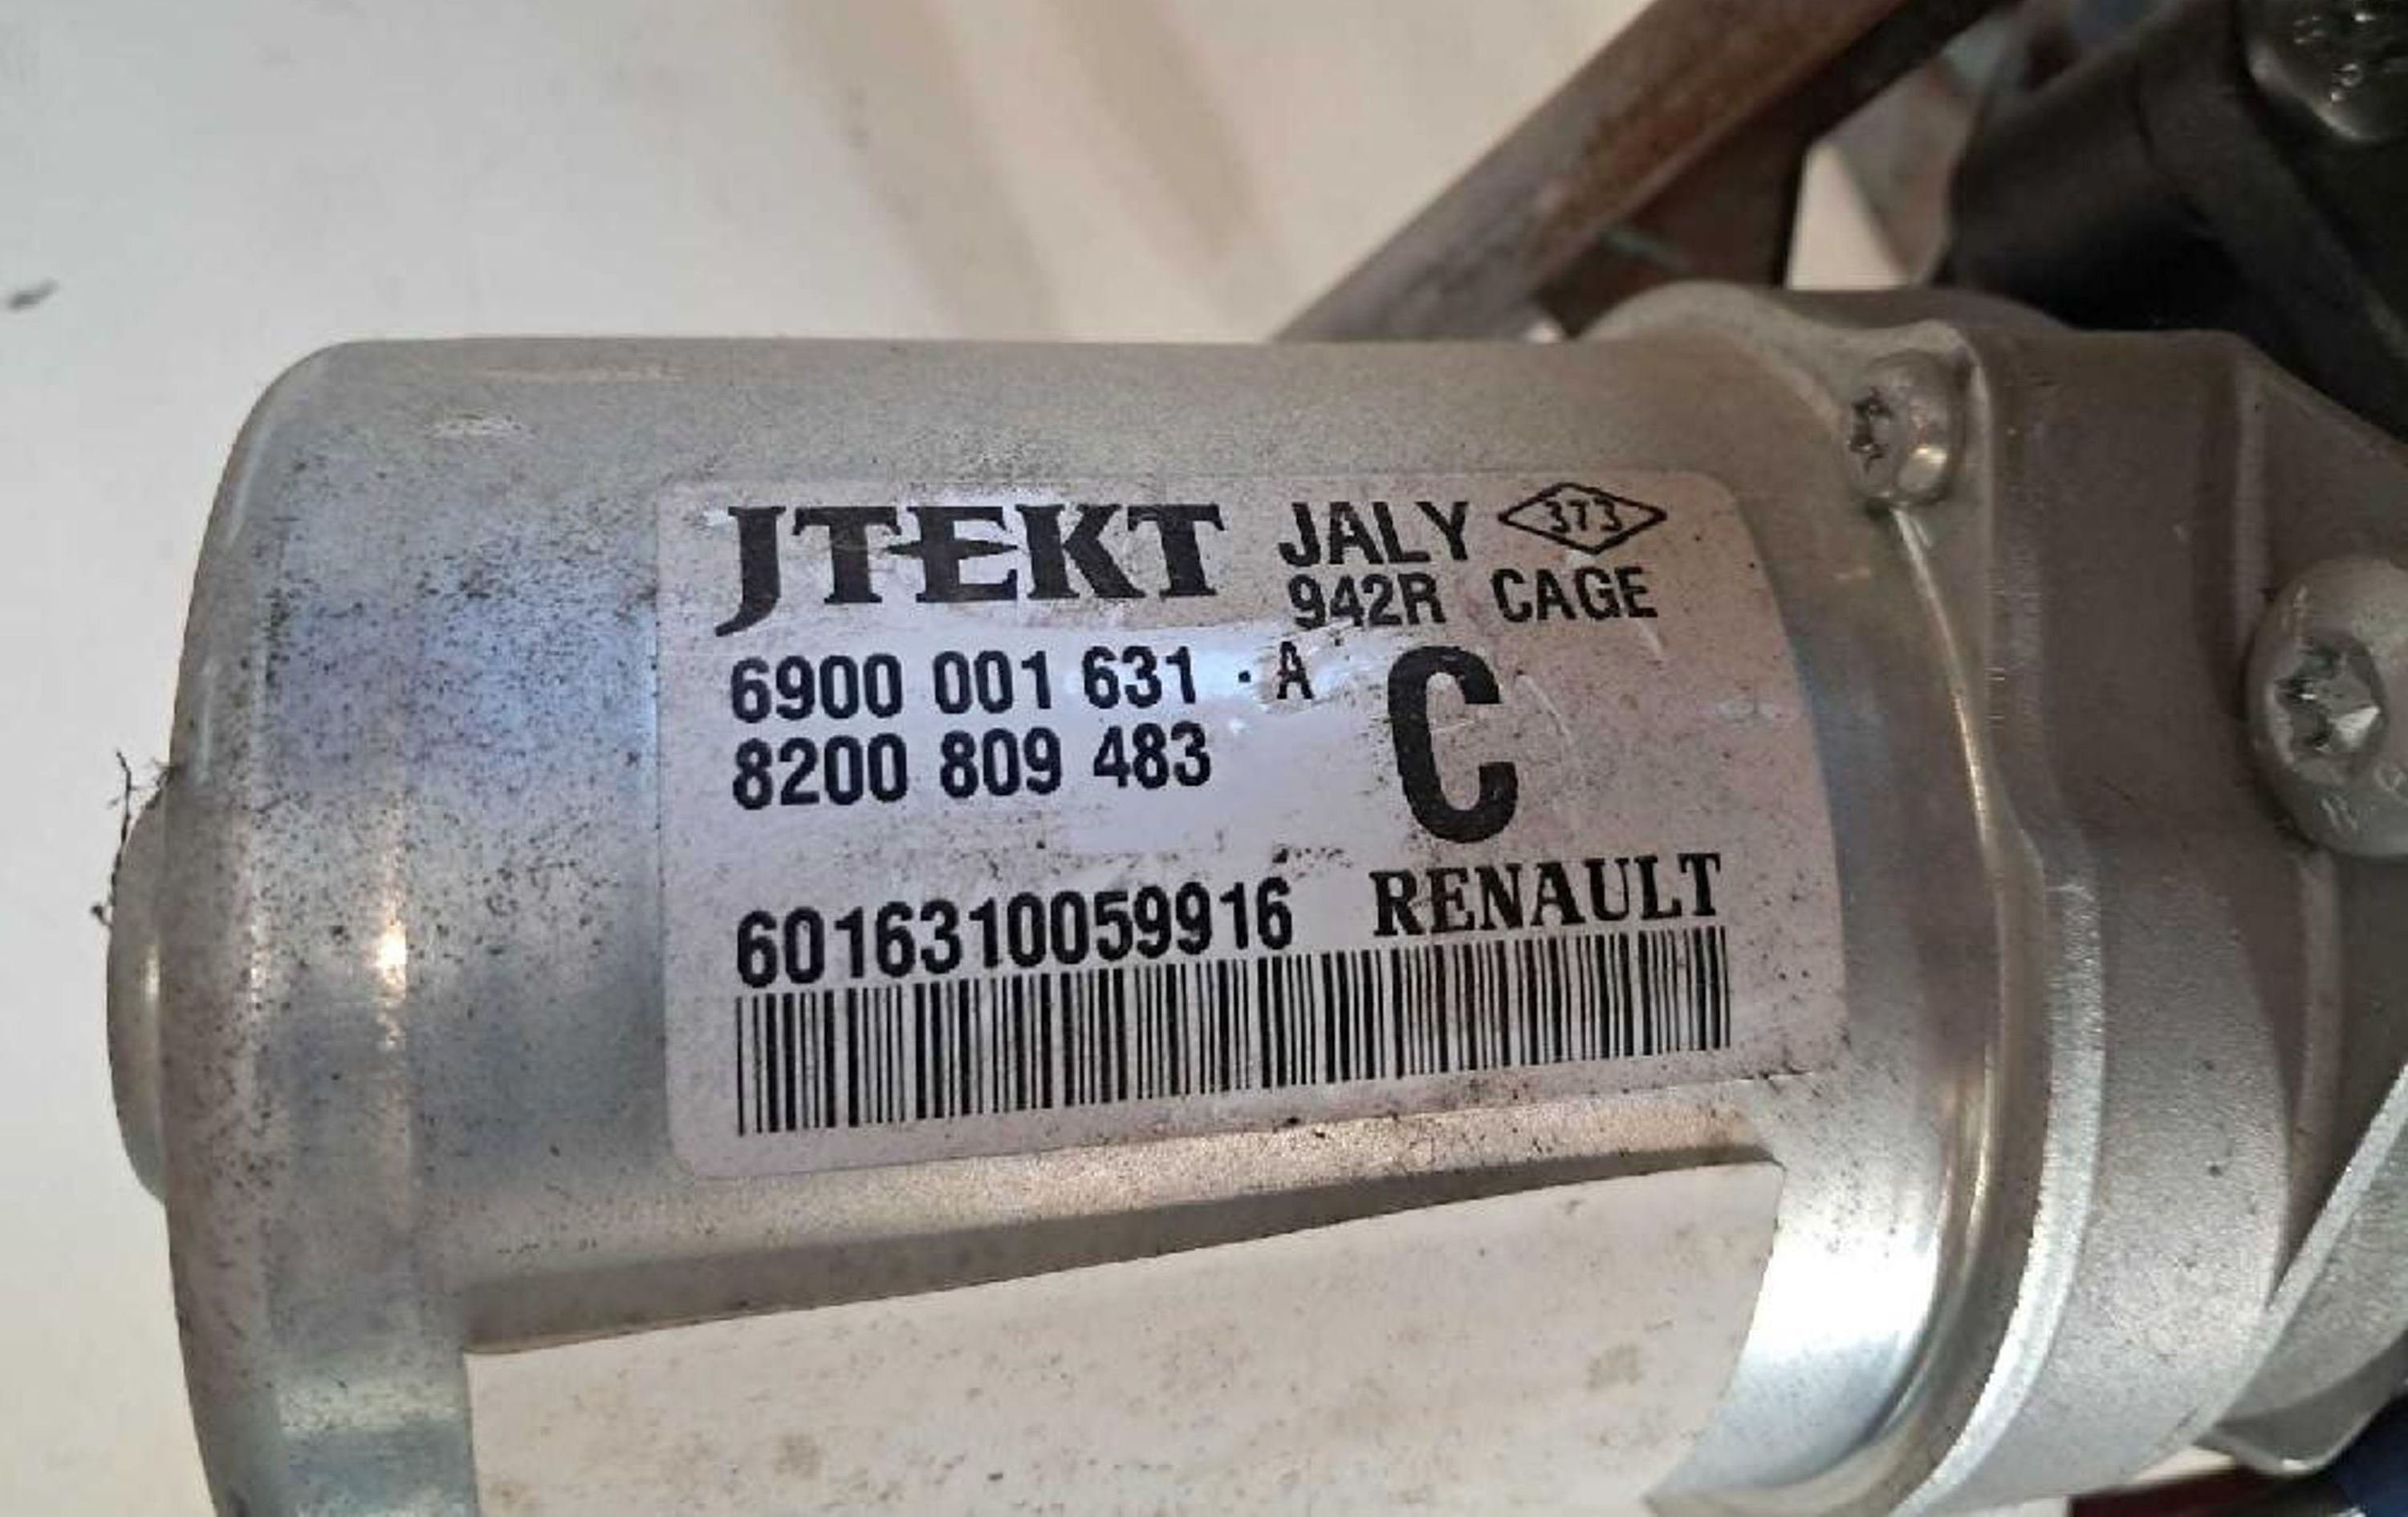 JTEKT JALY 373
942R CAGE
6900 001 631 · A
C
8200 809 483
6016310059916 RENAULT